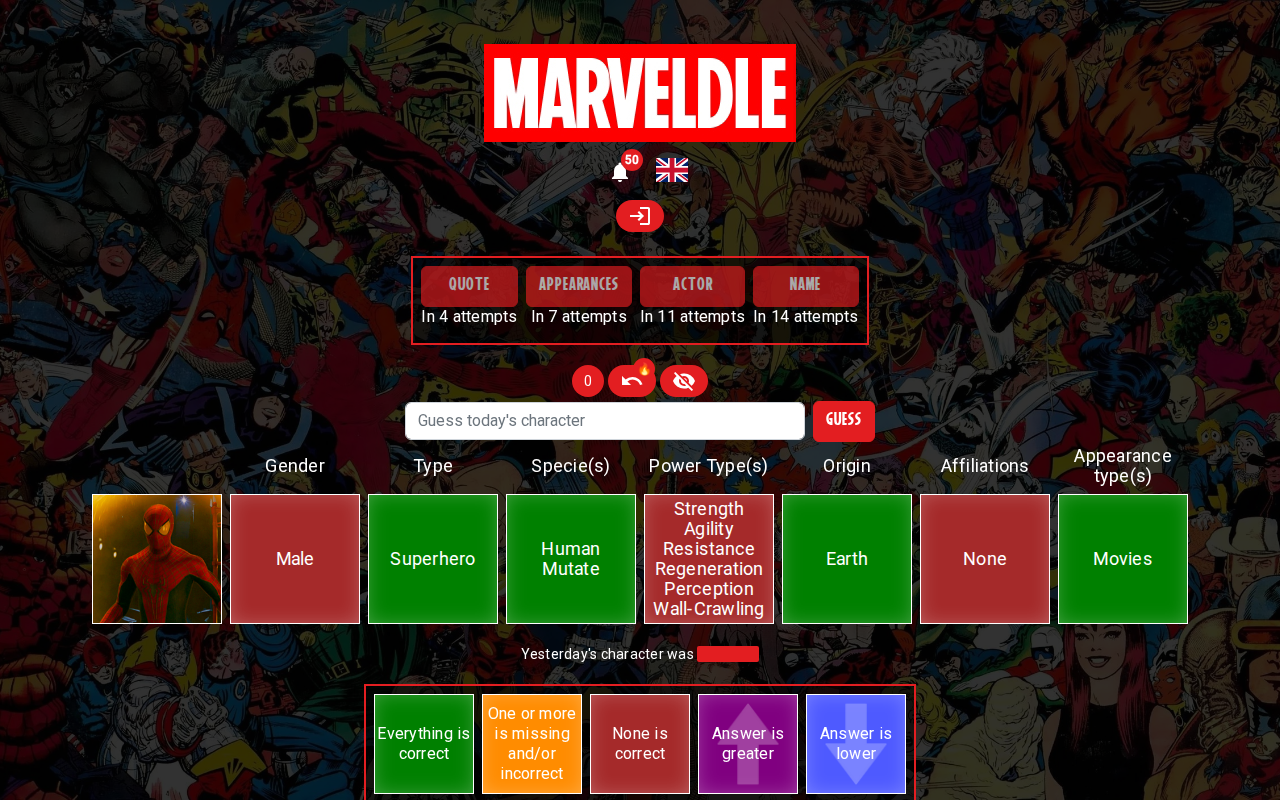 MARVELDLE
50
QUOTE
APPEARANCES
ACTOR
NAME
In 4 attempts
In 7 attempts
In 11 attempts
In 14 attempts
0
Guess today's character
GUESS
Gender
Type
Specie(s)
Power Type(s)
Origin
Affiliations
Appearance
type(s)
Male
Superhero
Human
Mutate
Strength
Agility
Resistance
Regeneration
Perception
Wall-Crawling
Earth
None
Movies
Yesterday's character was
Everything is
correct
One or more
is missing
and/or
incorrect
None is
correct
Answer is
greater
Answer is
lower